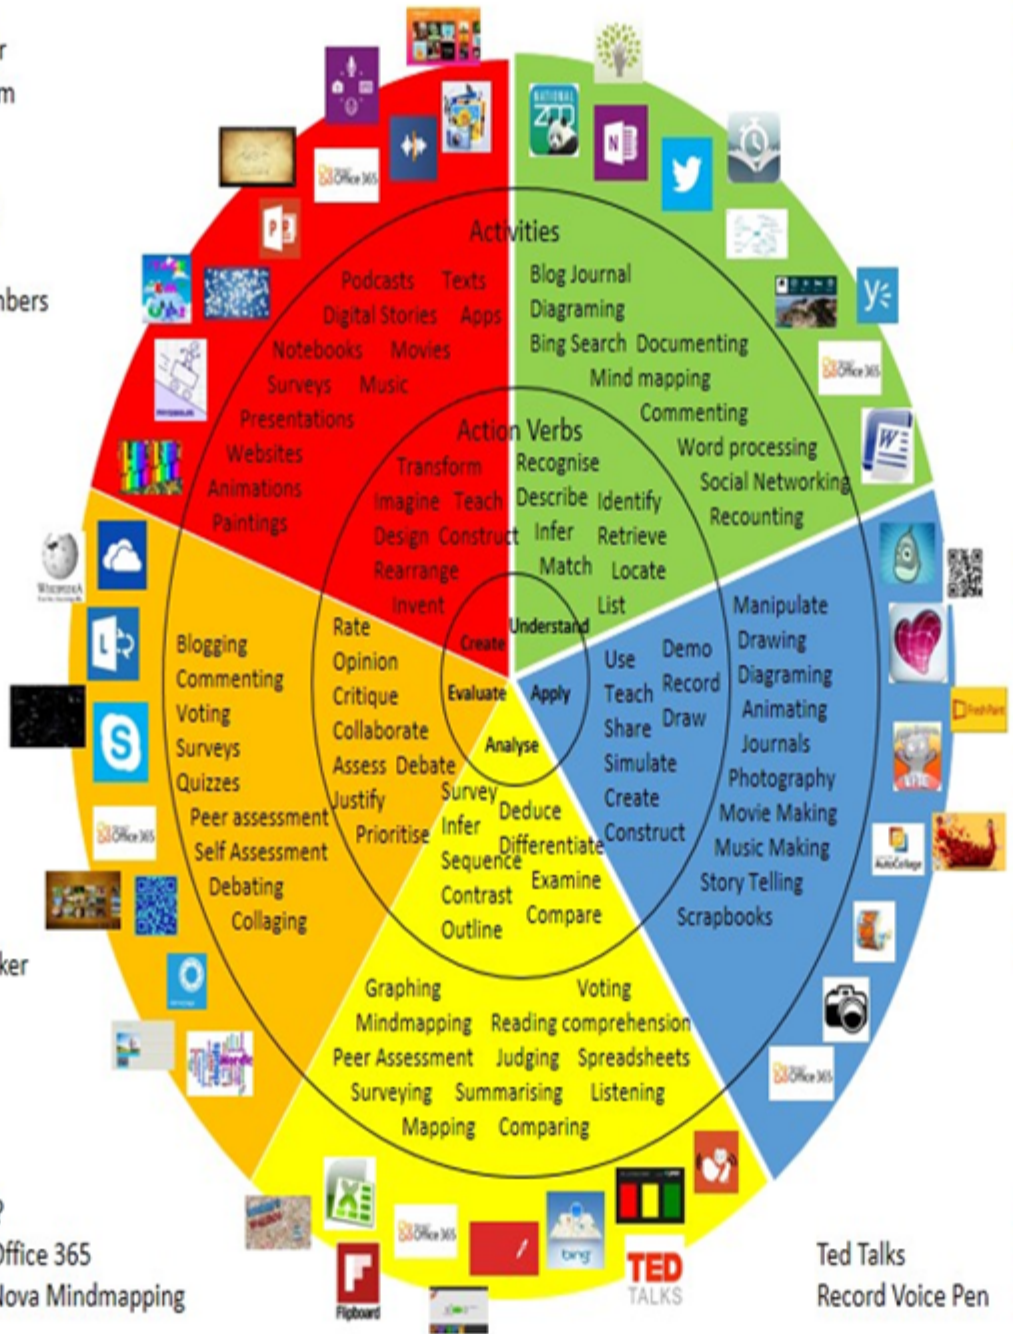 r
m
nbers
ker
?
Office 365
Nova Mindmapping
Ted Talks
Record Voice Pen
Activities
Podcasts Texts
Digital Stories Apps
Notebooks Movies
Surveys Music
Presentations
Websites
Animations
Paintings
Blog Journal
Diagraming
Bing Search Documenting
Mind mapping
Commenting
Word processing
Social Networking
Recounting
Action Verbs
Transform
Imagine Teach
Design Construct
Rearrange
Invent
Create
Recognise
Describe Identify
Infer Retrieve
Match Locate
List
Understand
Evaluate
Apply
Analyse
Rate
Opinion
Critique
Collaborate
Assess Debate
Justify
Prioritise
Blogging
Commenting
Voting
Surveys
Quizzes
Peer assessment
Self Assessment
Debating
Collaging
Use Demo
Teach Record
Share Draw
Simulate
Create
Construct
Manipulate
Drawing
Diagraming
Animating
Journals
Photography
Movie Making
Music Making
Story Telling
Scrapbooks
Survey Deduce
Infer Differentiate
Sequence Examine
Contrast Compare
Outline
Graphing Voting
Mindmapping Reading comprehension
Peer Assessment Judging Spreadsheets
Surveying Summarising Listening
Mapping Comparing
NATIONAL
ZOO
N
Office 365
P
y
Office 365
W
WIKIPEDIA
L
S
Office 365
FreshPaint
AutoCollage
Office 365
Wordle
X
Office 365
bing
Flipboard
TED
TALKS